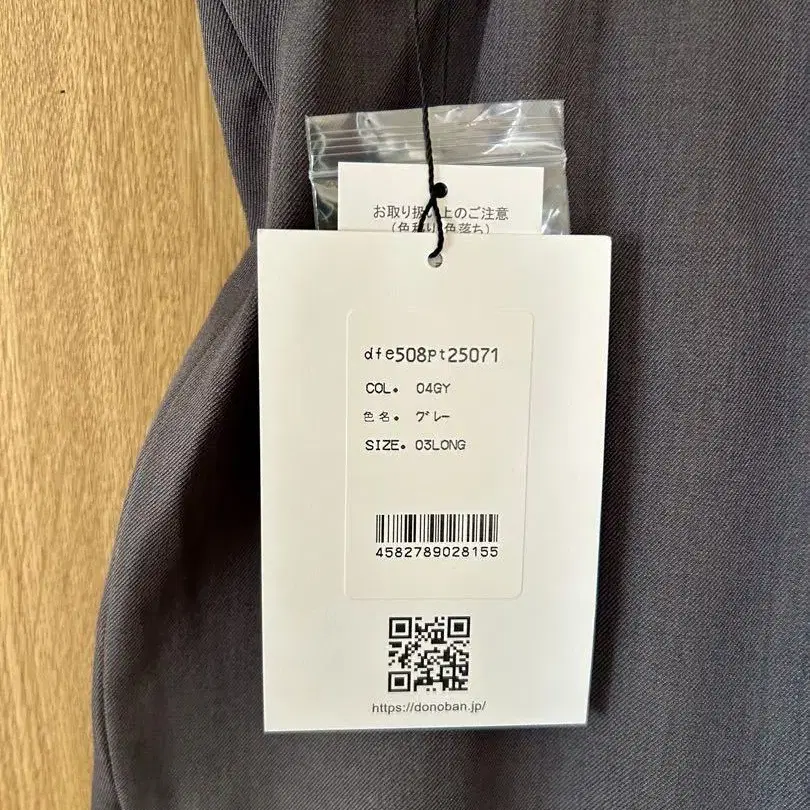 お取り扱い上のご注意
(色移り 色落ち)
dfe508pt25071
COL. 04GY
色名. グレー
SIZE. 03LONG
4582789028155
https://donoban.jp/